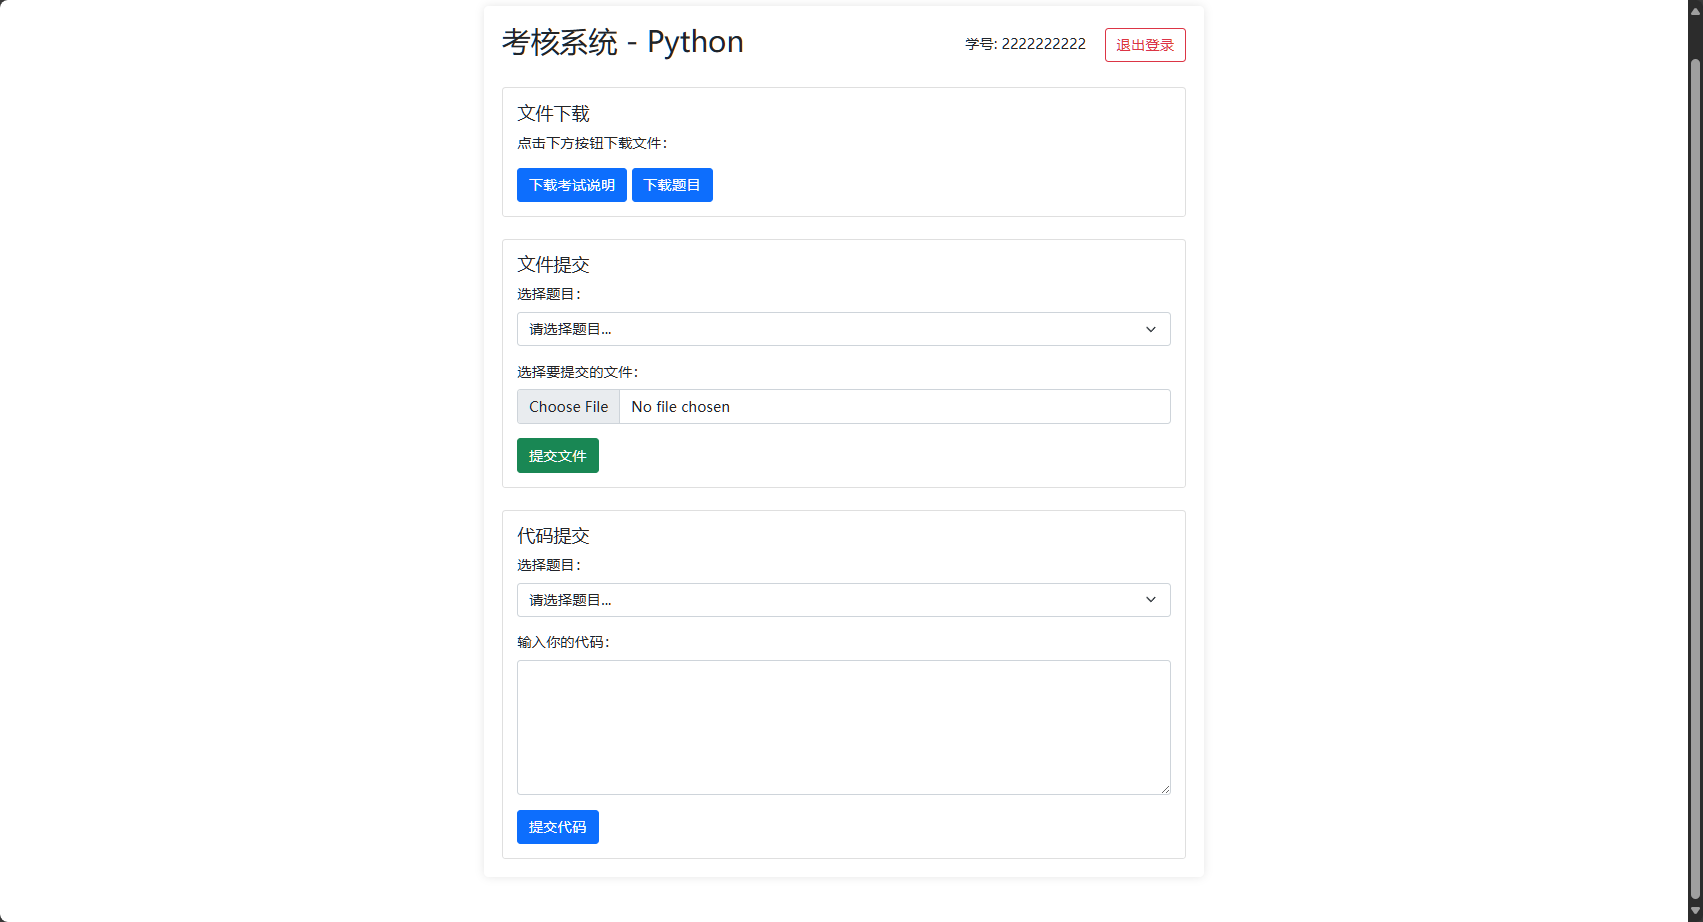 考核系统 - Python
学号: 2222222222
退出登录
文件下载
点击下方按钮下载文件：
下载考试说明
下载题目
文件提交
选择题目：
请选择题目...
选择要提交的文件：
Choose File
No file chosen
提交文件
代码提交
选择题目：
请选择题目...
输入你的代码：
提交代码